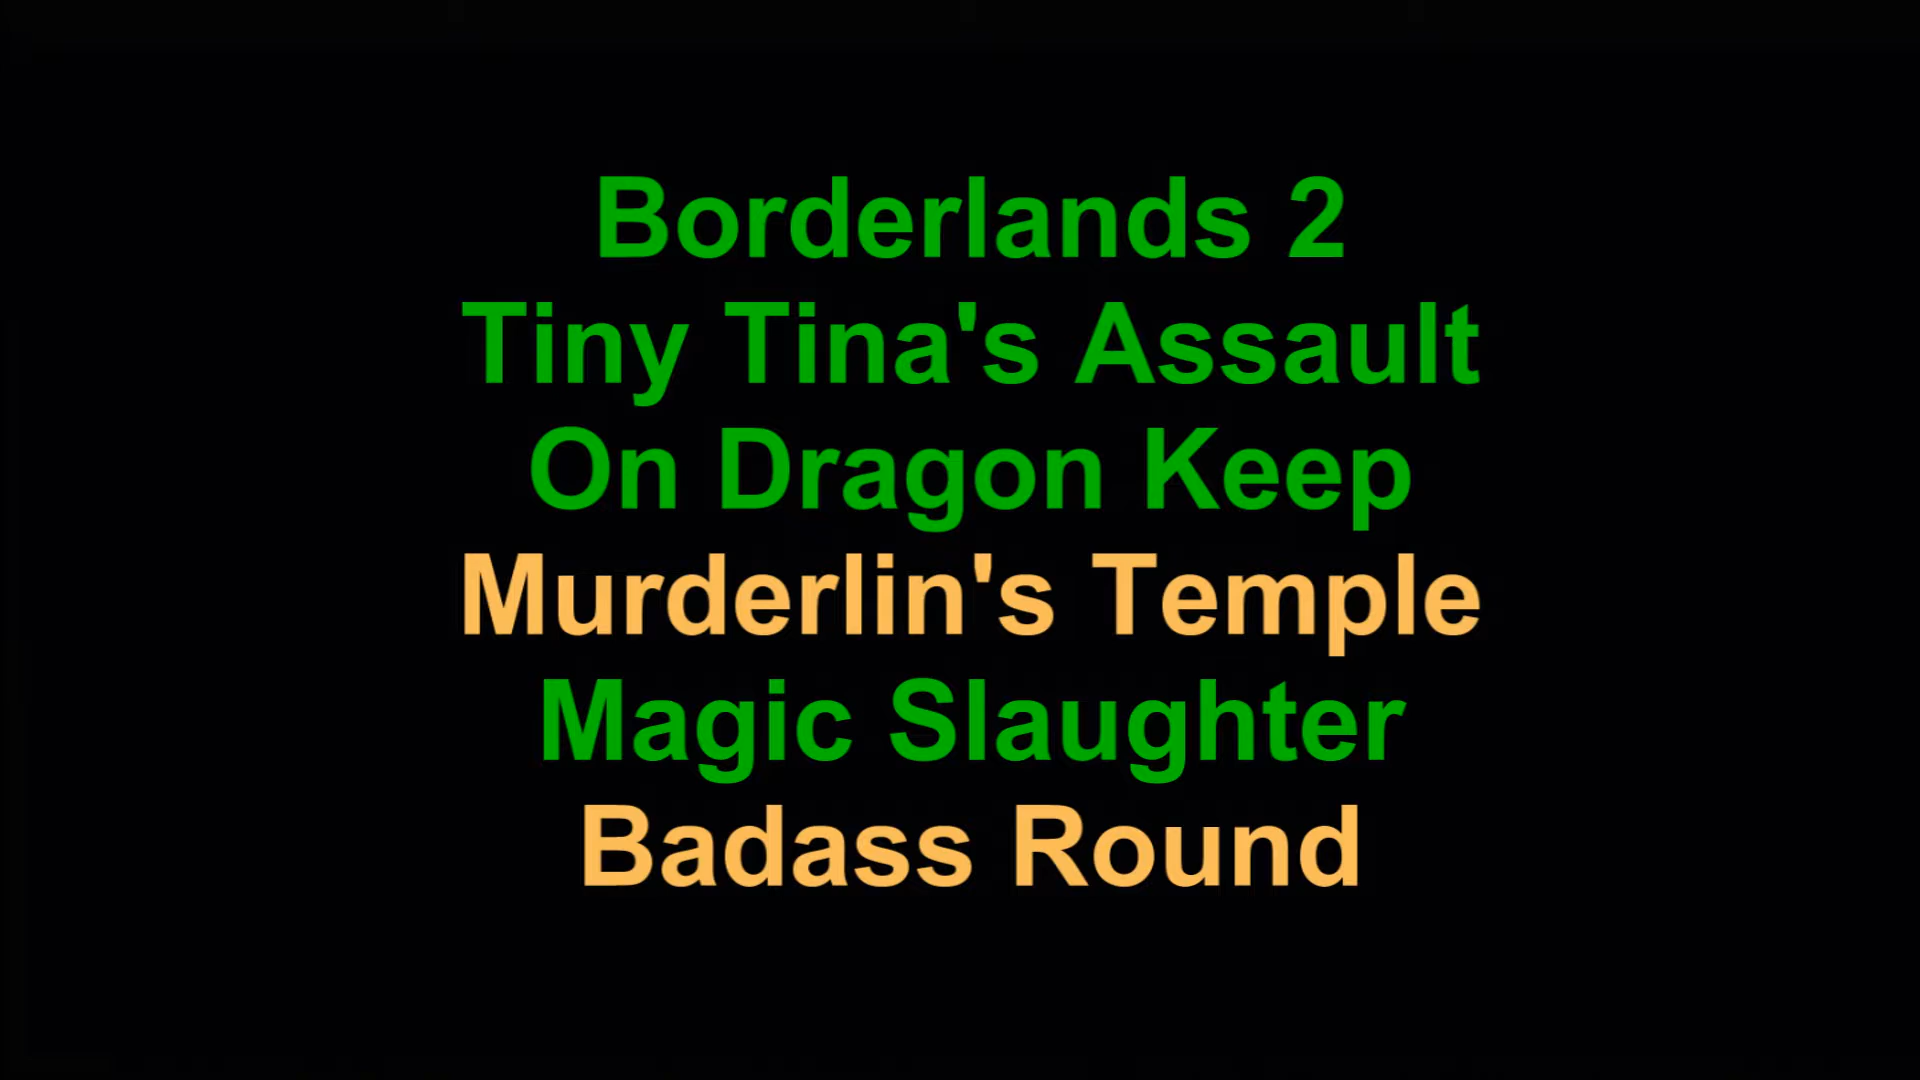 Borderlands 2
Tiny Tina's Assault
On Dragon Keep
Murderlin's Temple
Magic Slaughter
Badass Round